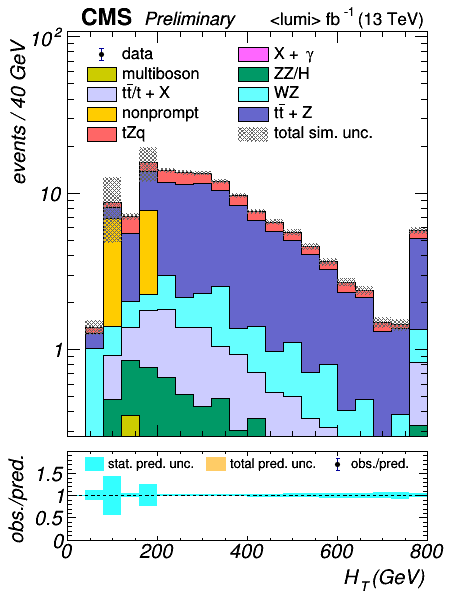 CMS Preliminary <lumi> fb⁻¹ (13 TeV)
events / 40 GeV
10²
10
1
data
multiboson
tt̄/t + X
nonprompt
tZq
X + γ
ZZ/H
WZ
tt̄ + Z
total sim. unc.
obs./pred.
1.5
1
0.5
0
stat. pred. unc. total pred. unc. obs./pred.
0 200 400 600 800
H_T (GeV)